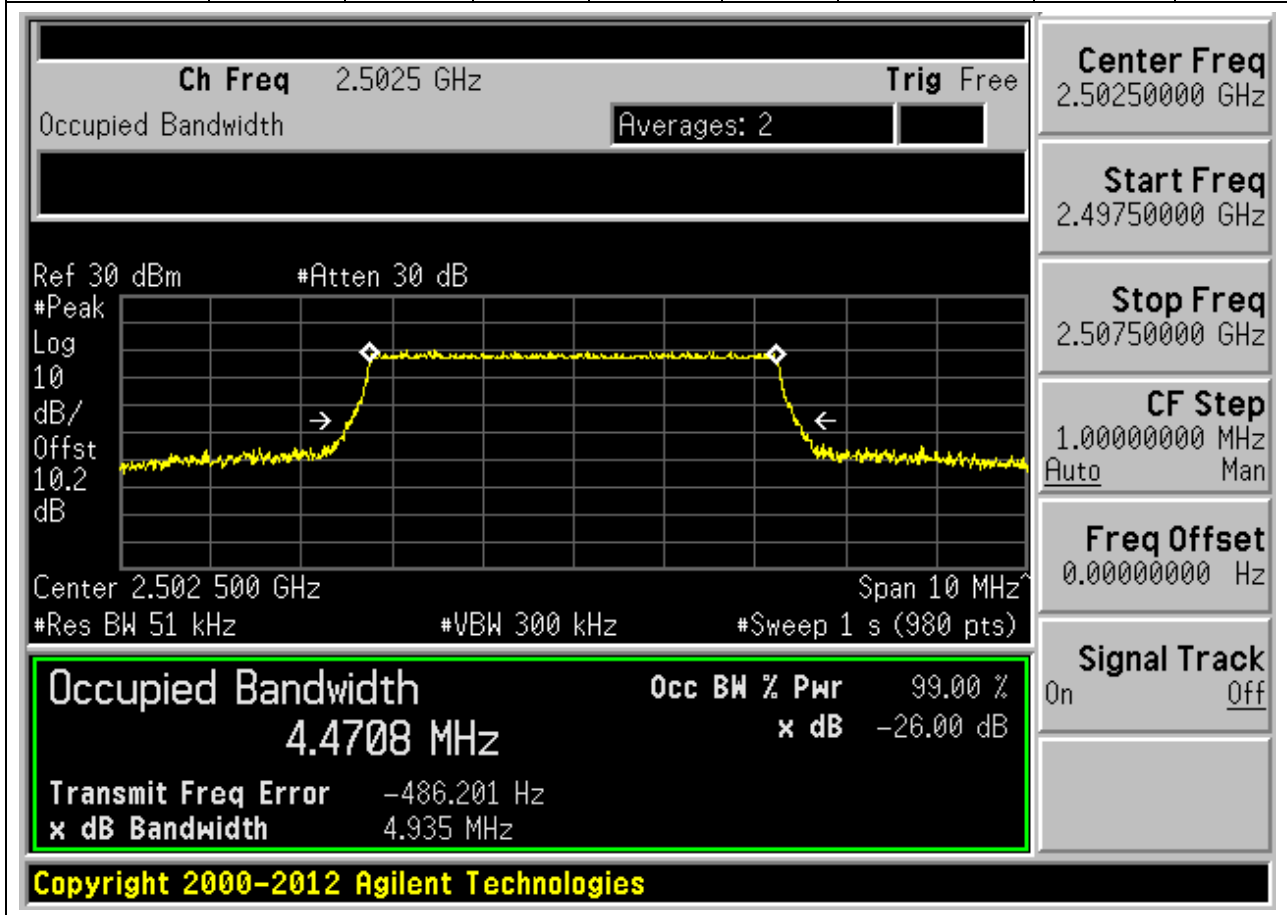 Ch Freq 2.5025 GHz Trig Free
Occupied Bandwidth Averages: 2
Ref 30 dBm #Atten 30 dB
#Peak
Log
10
dB/
Offst
10.2
dB
Center 2.502 500 GHz Span 10 MHz^
#Res BW 51 kHz #VBW 300 kHz #Sweep 1 s (980 pts)
Occupied Bandwidth Occ BW % Pwr 99.00 %
4.4708 MHz x dB -26.00 dB
Transmit Freq Error -486.201 Hz
x dB Bandwidth 4.935 MHz
Copyright 2000-2012 Agilent Technologies
Center Freq
2.50250000 GHz
Start Freq
2.49750000 GHz
Stop Freq
2.50750000 GHz
CF Step
1.00000000 MHz
Auto Man
Freq Offset
0.00000000 Hz
Signal Track
On Off